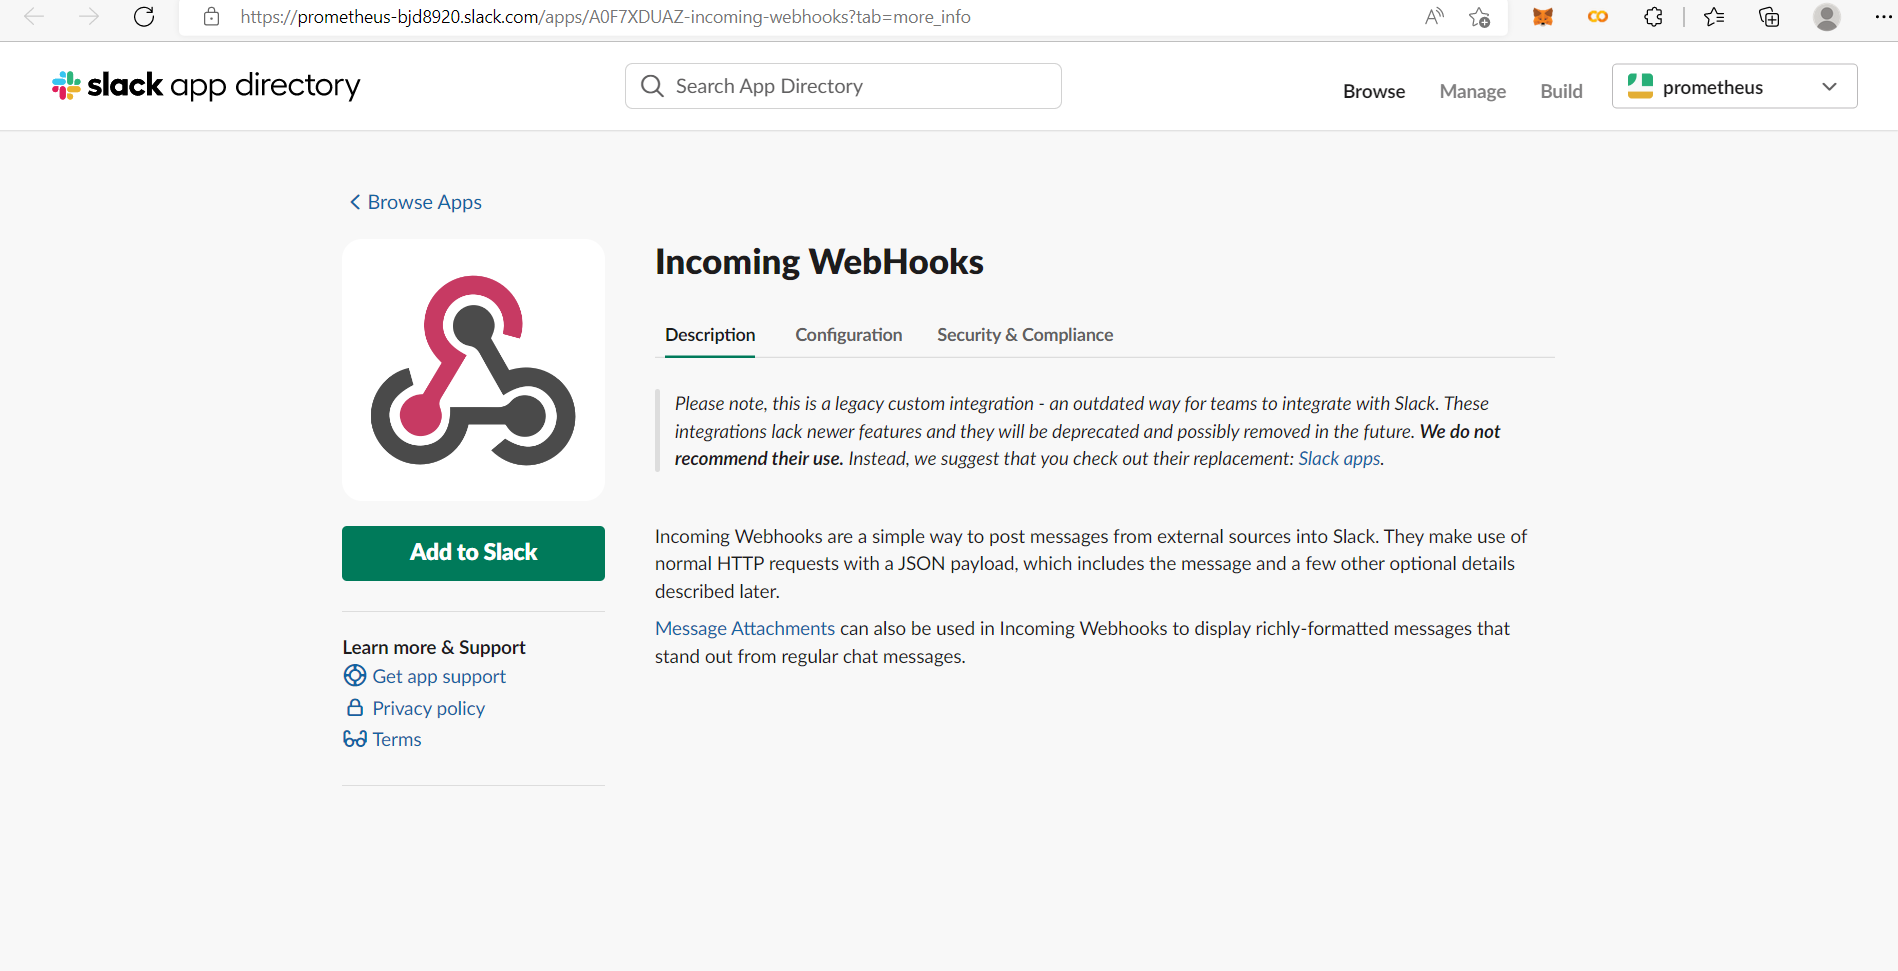 https://prometheus-bjd8920.slack.com/apps/A0F7XDUAZ-incoming-webhooks?tab=more_info
slack app directory
Search App Directory
Browse
Manage
Build
prometheus
Browse Apps
Incoming WebHooks
Description
Configuration
Security & Compliance
Please note, this is a legacy custom integration - an outdated way for teams to integrate with Slack. These
integrations lack newer features and they will be deprecated and possibly removed in the future. We do not
recommend their use. Instead, we suggest that you check out their replacement: Slack apps.
Add to Slack
Incoming Webhooks are a simple way to post messages from external sources into Slack. They make use of
normal HTTP requests with a JSON payload, which includes the message and a few other optional details
described later.
Message Attachments can also be used in Incoming Webhooks to display richly-formatted messages that
stand out from regular chat messages.
Learn more & Support
Get app support
Privacy policy
Terms